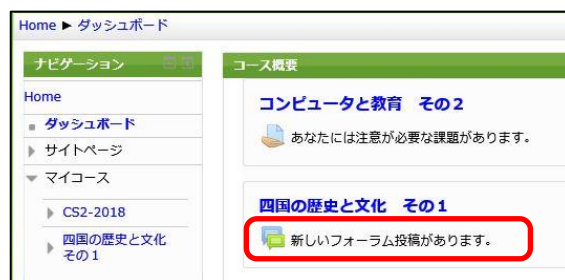 Home ► ダッシュボード
ナビゲーション
Home
ダッシュボード
サイトページ
マイコース
CS2-2018
四国の歴史と文化
その1
コース概要
コンピュータと教育 その2
あなたには注意が必要な課題があります。
四国の歴史と文化 その1
新しいフォーラム投稿があります。